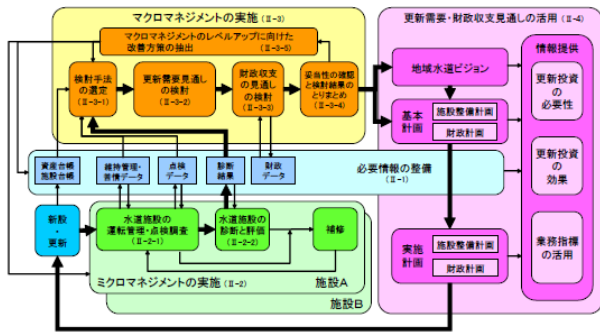 マクロマネジメントの実施 (Ⅱ-3)
マクロマネジメントのレベルアップに向けた
改善方策の抽出 (Ⅱ-3-5)
検討手法
の選定
(Ⅱ-3-1)
更新需要見通し
の検討
(Ⅱ-3-2)
財政収支
の見通し
の検討
(Ⅱ-3-3)
妥当性の確認
と検討結果の
とりまとめ
(Ⅱ-3-4)
更新需要・財政収支見通しの活用 (Ⅱ-4)
地域水道ビジョン
基本
計画
施設整備計画
財政計画
情報提供
更新投資
の
必要性
更新投資
の
効果
業務指標
の活用
実施
計画
施設整備計画
財政計画
資産台帳
施設台帳
維持管理・
苦情データ
点検
データ
診断
結果
財政
データ
必要情報の整備
(Ⅱ-1)
新設
・
更新
水道施設の
運転管理・点検調査
(Ⅱ-2-1)
水道施設の
診断と評価
(Ⅱ-2-2)
補修
ミクロマネジメントの実施 (Ⅱ-2)
施設A
施設B